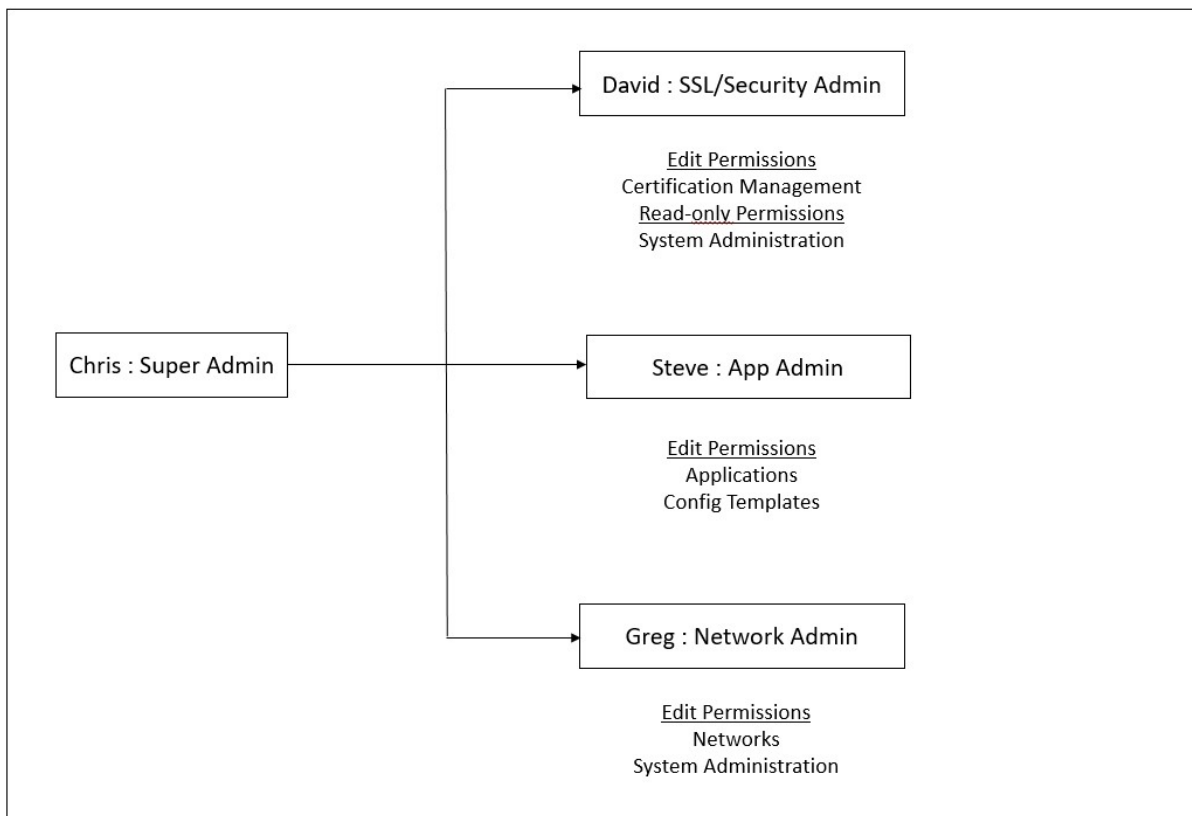 David : SSL/Security Admin
Edit Permissions
Certification Management
Read-only Permissions
System Administration
Chris : Super Admin
Steve : App Admin
Edit Permissions
Applications
Config Templates
Greg : Network Admin
Edit Permissions
Networks
System Administration